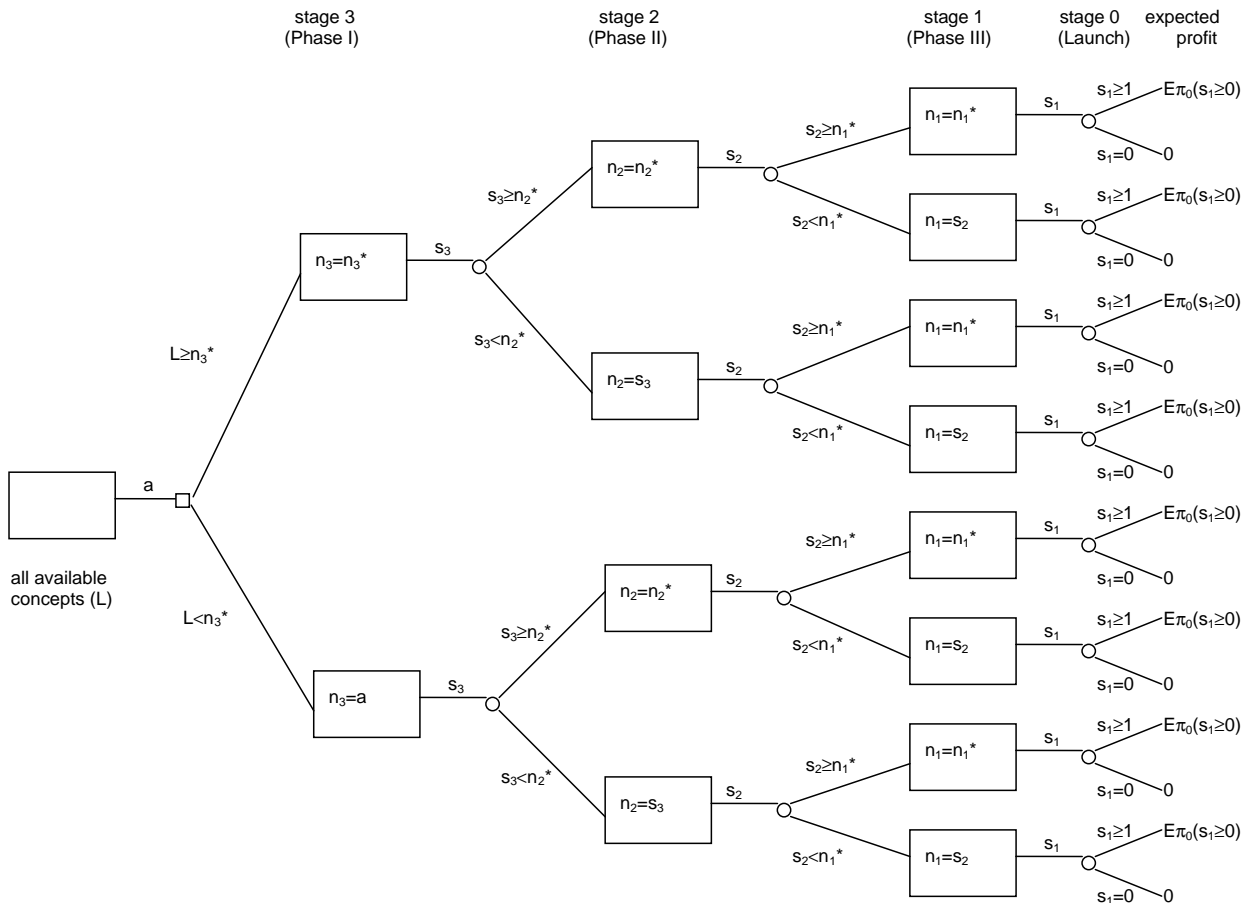 stage 3 stage 2 stage 1 stage 0 expected
(Phase I) (Phase II) (Phase III) (Launch) profit
s₁≥1 Eπ₀(s₁≥0)
n₁=n₁* s₁
s₂≥n₁*
s₁=0 0
n₂=n₂* s₂
s₁≥1 Eπ₀(s₁≥0)
s₃≥n₂*
s₂<n₁* n₁=s₂ s₁
s₁=0 0
n₃=n₃* s₃
s₁≥1 Eπ₀(s₁≥0)
s₂≥n₁* n₁=n₁* s₁
s₃<n₂*
L≥n₃* s₁=0 0
n₂=s₃ s₂
s₁≥1 Eπ₀(s₁≥0)
s₂<n₁* n₁=s₂ s₁
s₁=0 0
a
s₁≥1 Eπ₀(s₁≥0)
s₂≥n₁* n₁=n₁* s₁
all available s₁=0 0
concepts (L) n₂=n₂* s₂
L<n₃* s₁≥1 Eπ₀(s₁≥0)
s₃≥n₂*
s₂<n₁* n₁=s₂ s₁
n₃=a s₃ s₁=0 0
s₁≥1 Eπ₀(s₁≥0)
n₁=n₁* s₁
s₃<n₂* s₂≥n₁*
s₁=0 0
n₂=s₃ s₂
s₁≥1 Eπ₀(s₁≥0)
s₂<n₁* n₁=s₂ s₁
s₁=0 0